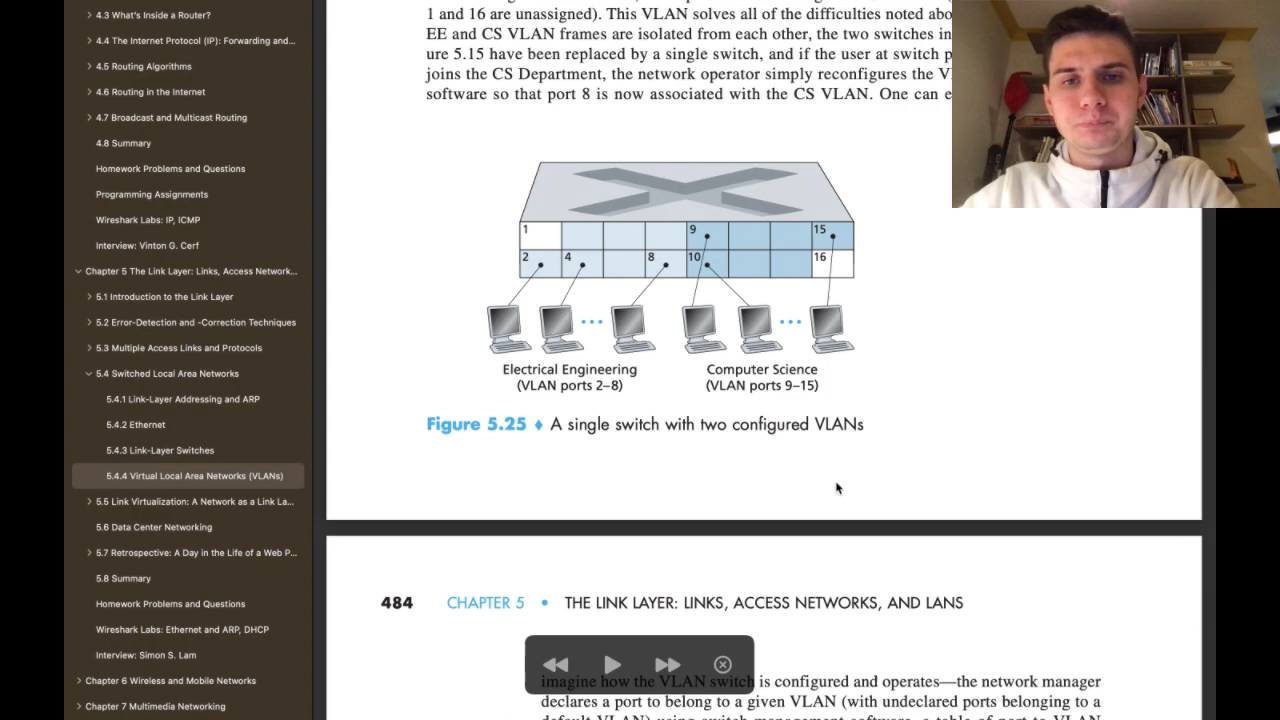 4.3 What's Inside a Router?
4.4 The Internet Protocol (IP): Forwarding and...
4.5 Routing Algorithms
4.6 Routing in the Internet
4.7 Broadcast and Multicast Routing
4.8 Summary
Homework Problems and Questions
Programming Assignments
Wireshark Labs: IP, ICMP
Interview: Vinton G. Cerf
Chapter 5 The Link Layer: Links, Access Network...
5.1 Introduction to the Link Layer
5.2 Error-Detection and -Correction Techniques
5.3 Multiple Access Links and Protocols
5.4 Switched Local Area Networks
5.4.1 Link-Layer Addressing and ARP
5.4.2 Ethernet
5.4.3 Link-Layer Switches
5.4.4 Virtual Local Area Networks (VLANs)
5.5 Link Virtualization: A Network as a Link La...
5.6 Data Center Networking
5.7 Retrospective: A Day in the Life of a Web P...
5.8 Summary
Homework Problems and Questions
Wireshark Labs: Ethernet and ARP, DHCP
Interview: Simon S. Lam
Chapter 6 Wireless and Mobile Networks
Chapter 7 Multimedia Networking
1 and 16 are unassigned). This VLAN solves all of the difficulties noted abo
EE and CS VLAN frames are isolated from each other, the two switches in
ure 5.15 have been replaced by a single switch, and if the user at switch p
joins the CS Department, the network operator simply reconfigures the V
software so that port 8 is now associated with the CS VLAN. One can e
1 9 15
2 4 8 10 16
Electrical Engineering
(VLAN ports 2–8)
Computer Science
(VLAN ports 9–15)
Figure 5.25 ♦ A single switch with two configured VLANs
484 CHAPTER 5 • THE LINK LAYER: LINKS, ACCESS NETWORKS, AND LANS
imagine how the VLAN switch is configured and operates—the network manager
declares a port to belong to a given VLAN (with undeclared ports belonging to a
default VLAN) using switch management software, a table of port-to-VLAN